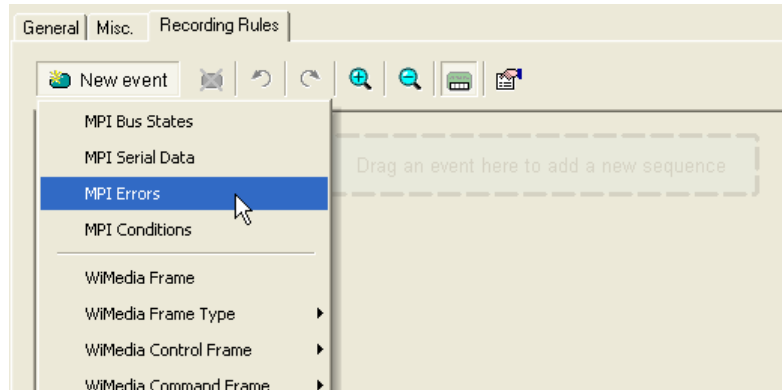 General Misc. Recording Rules
New event
MPI Bus States
MPI Serial Data
Drag an event here to add a new sequence
MPI Errors
MPI Conditions
WiMedia Frame
WiMedia Frame Type
WiMedia Control Frame
WiMedia Command Frame